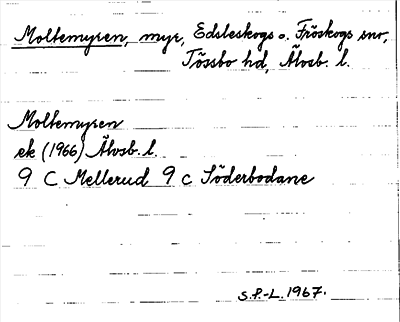 Moltemyren, myr, Edsleskogs o. Fröskogs snr,
Tössbo hd, Älvsb. l.
Moltemyren
ek (1966) Älvsb. l.
9 C Mellerud 9 c Söderbodane
S.F.-L. 1967.